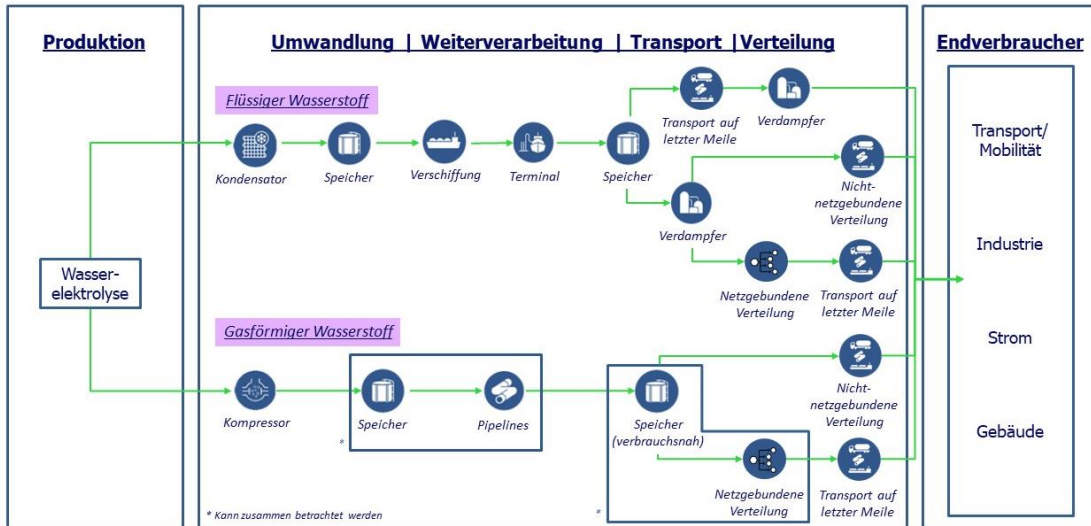 Produktion
Umwandlung | Weiterverarbeitung | Transport |Verteilung
Endverbraucher
Flüssiger Wasserstoff
Kondensator
Speicher
Verschiffung
Terminal
Speicher
Transport auf
letzter Meile
Verdampfer
Verdampfer
Nicht-
netzgebundene
Verteilung
Netzgebundene
Verteilung
Transport auf
letzter Meile
Wasser-
elektrolyse
Gasförmiger Wasserstoff
Kompressor
Speicher
Pipelines
*
Speicher
(verbrauchsnah)
Nicht-
netzgebundene
Verteilung
Netzgebundene
Verteilung
*
Transport auf
letzter Meile
* Kann zusammen betrachtet werden
Transport/
Mobilität
Industrie
Strom
Gebäude